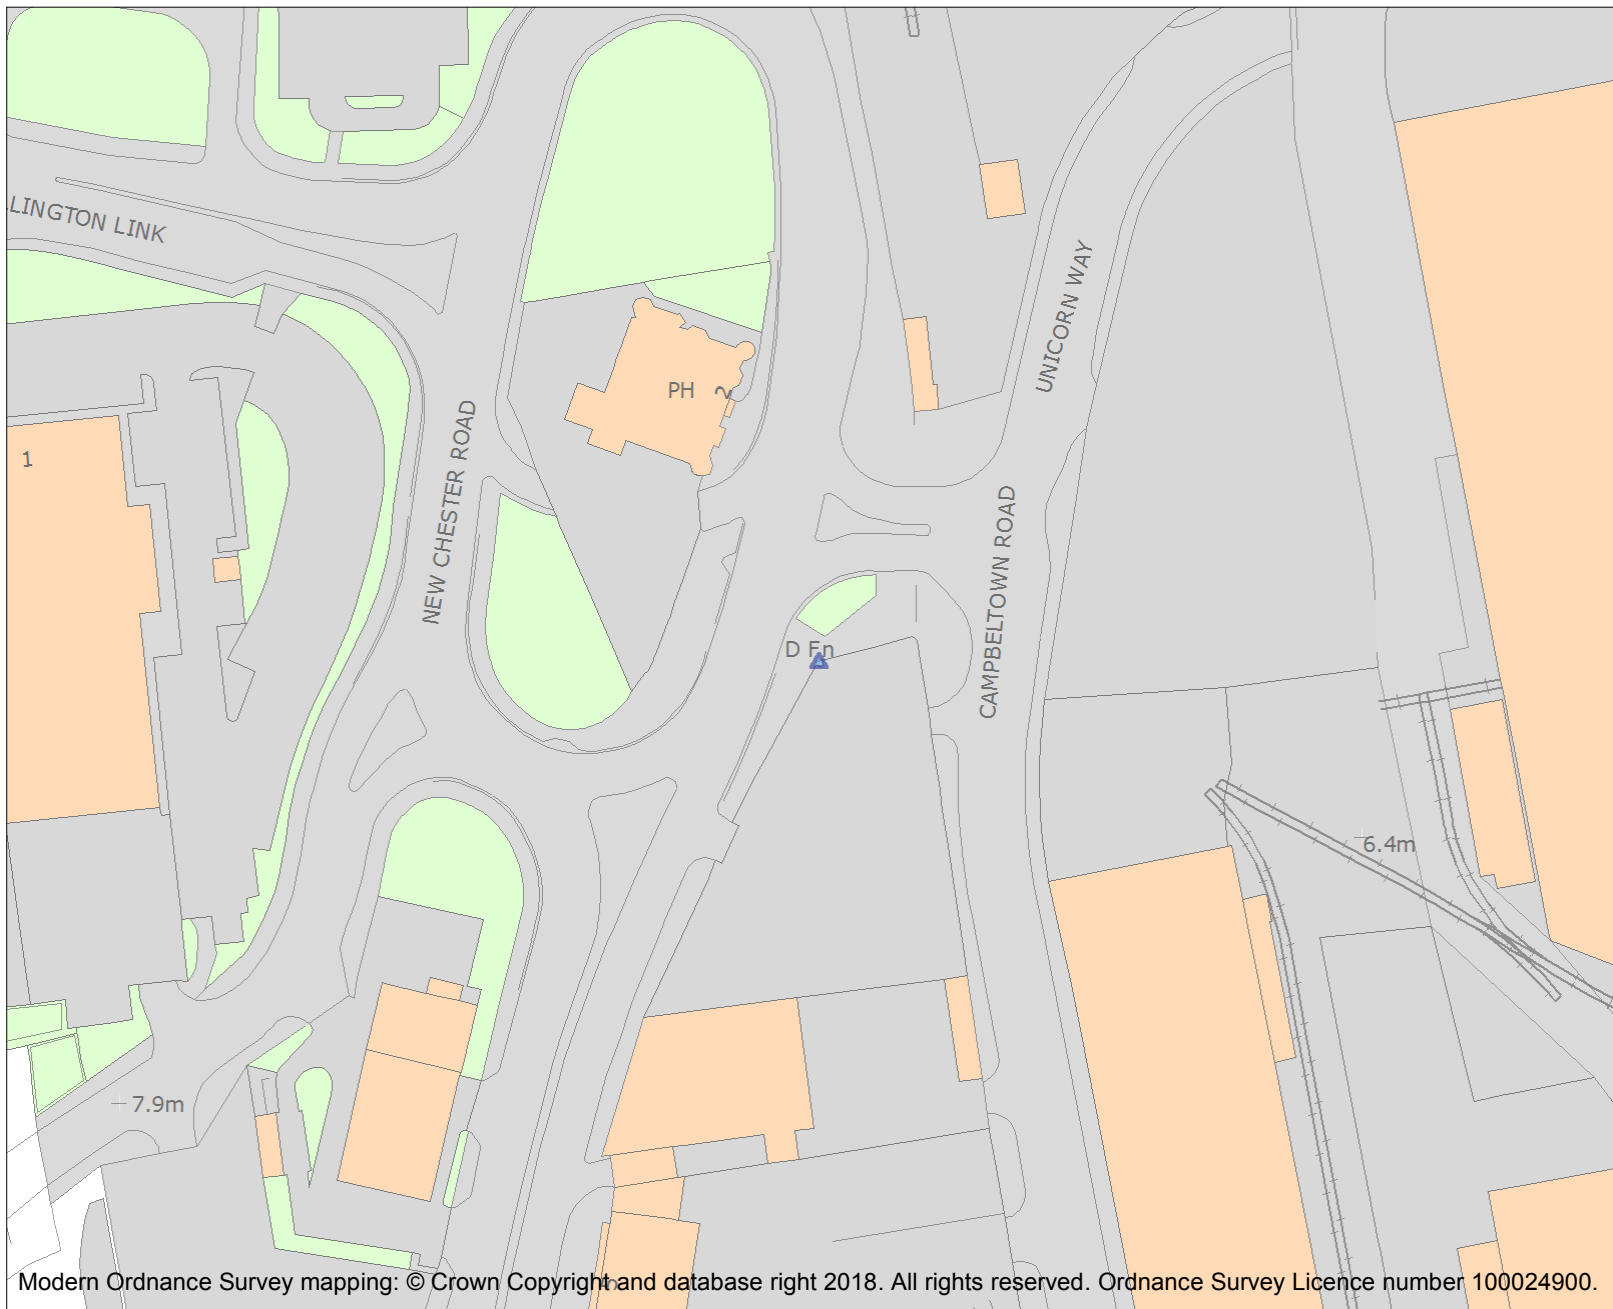 LINGTON LINK
UNICORN WAY
PH
2
1
NEW CHESTER ROAD
CAMPBELTOWN ROAD
D Fn
6.4m
7.9m
Modern Ordnance Survey mapping: © Crown Copyright and database right 2018. All rights reserved. Ordnance Survey Licence number 100024900.